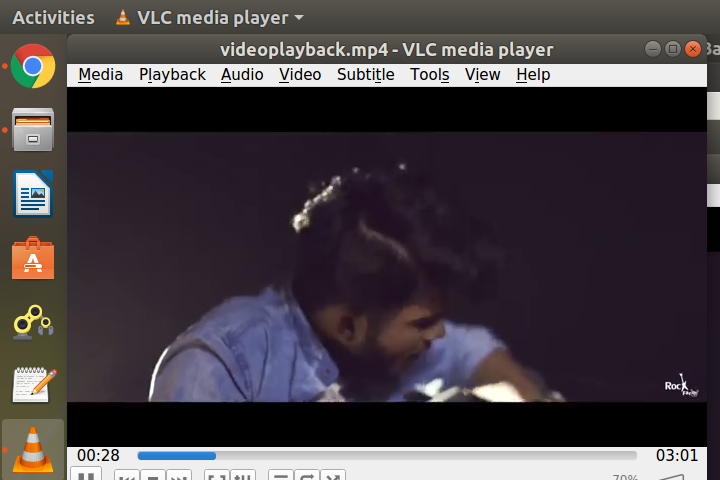 Activities VLC media player
videoplayback.mp4 - VLC media player
Media Playback Audio Video Subtitle Tools View Help
Rock
00:28 03:01
70%